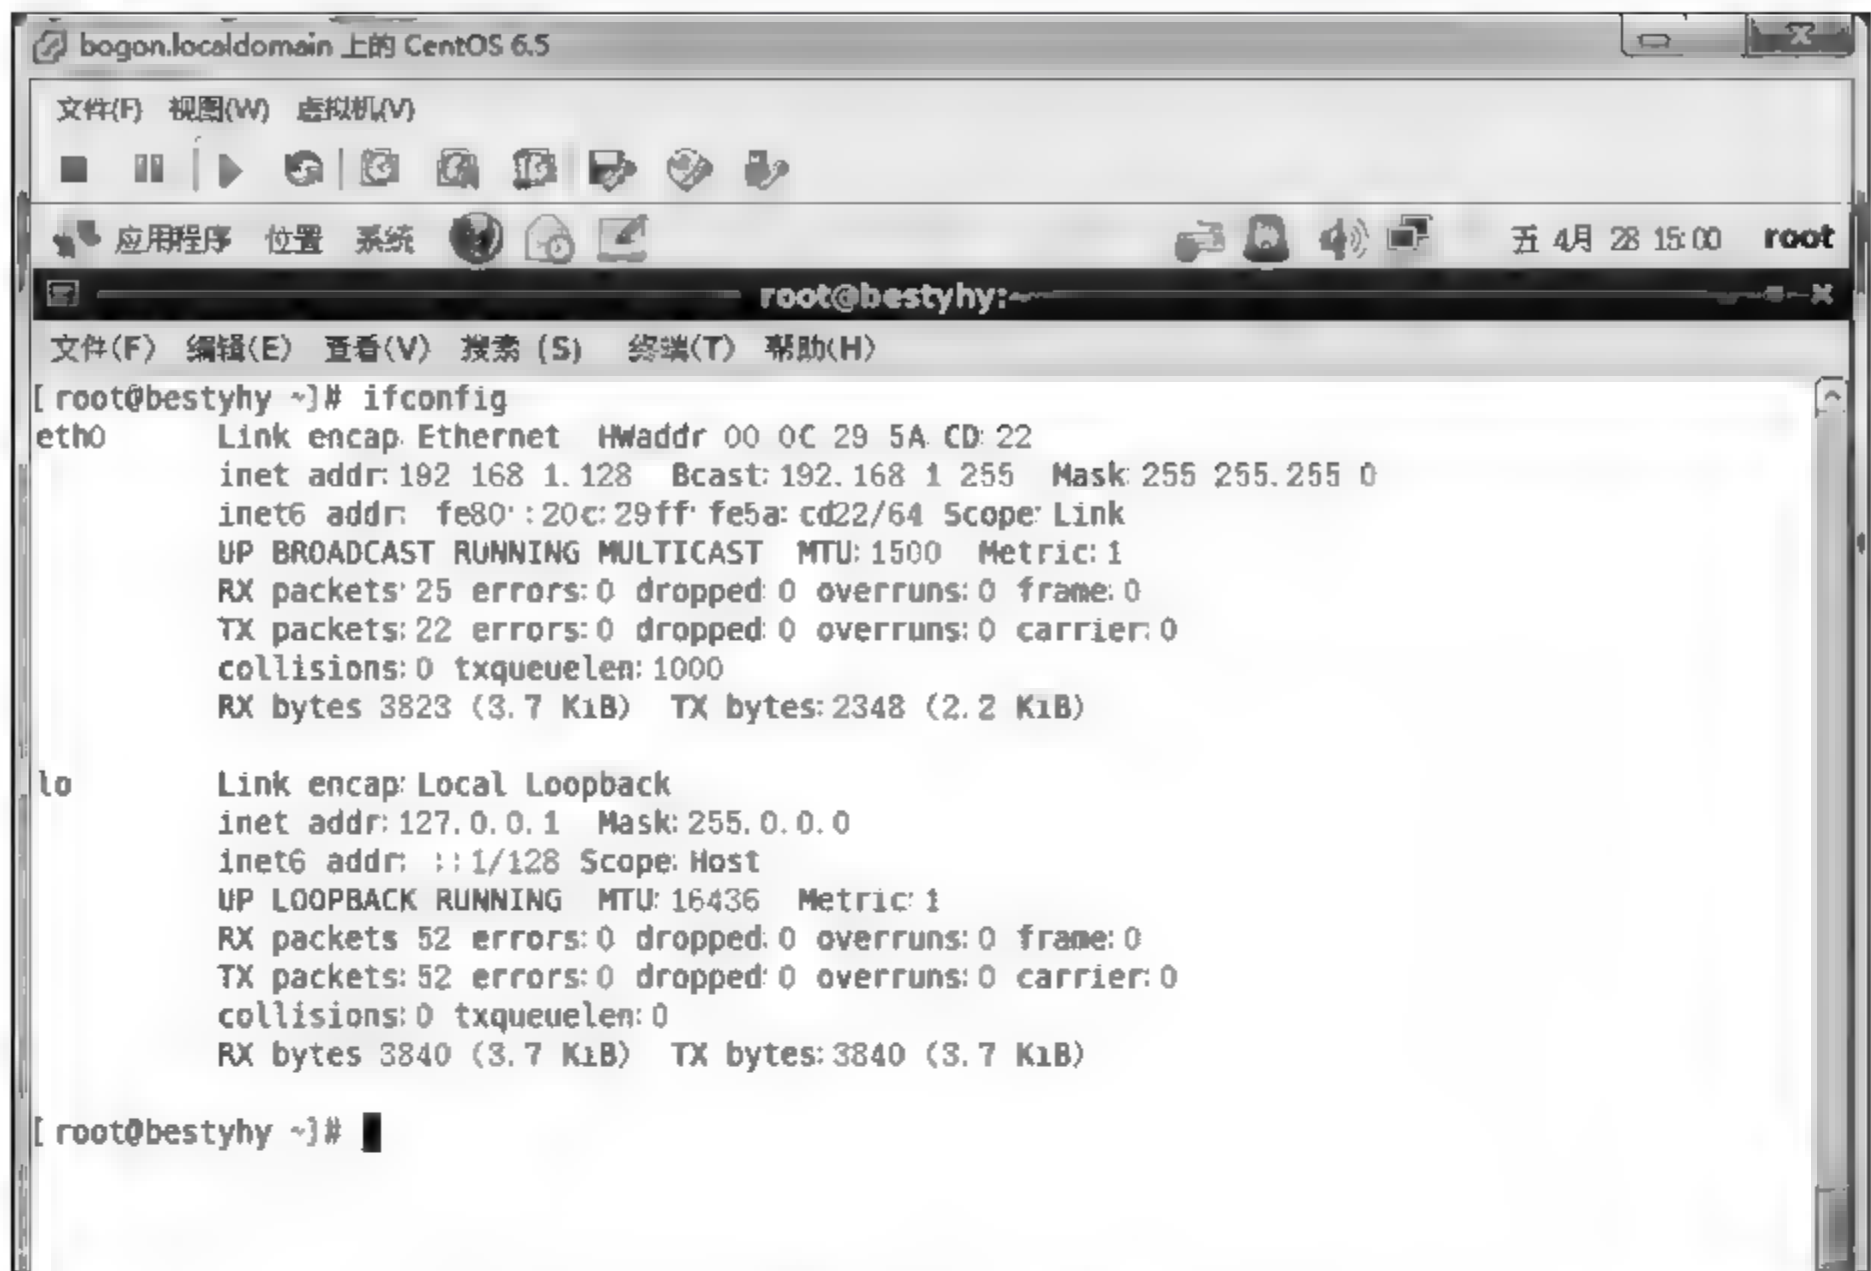 bogon.localdomain 上的 CentOS 6.5
文件(F) 视图(W) 虚拟机(V)
应用程序 位置 系统 五 4月 28 15:00 root
root@bestyhy:~
文件(F) 编辑(E) 查看(V) 搜索 (S) 终端(T) 帮助(H)
[root@bestyhy ~]# ifconfig
eth0 Link encap:Ethernet HWaddr 00 0C 29 5A CD:22
inet addr:192 168 1.128 Bcast:192.168 1 255 Mask:255 255.255 0
inet6 addr: fe80::20c:29ff:fe5a:cd22/64 Scope:Link
UP BROADCAST RUNNING MULTICAST MTU:1500 Metric:1
RX packets:25 errors:0 dropped:0 overruns:0 frame:0
TX packets:22 errors:0 dropped:0 overruns:0 carrier:0
collisions:0 txqueuelen:1000
RX bytes 3823 (3.7 KiB) TX bytes:2348 (2.2 KiB)
lo Link encap:Local Loopback
inet addr:127.0.0.1 Mask:255.0.0.0
inet6 addr: ::1/128 Scope:Host
UP LOOPBACK RUNNING MTU:16436 Metric:1
RX packets 52 errors:0 dropped:0 overruns:0 frame:0
TX packets:52 errors:0 dropped:0 overruns:0 carrier:0
collisions:0 txqueuelen:0
RX bytes 3840 (3.7 KiB) TX bytes:3840 (3.7 KiB)
[root@bestyhy ~]#